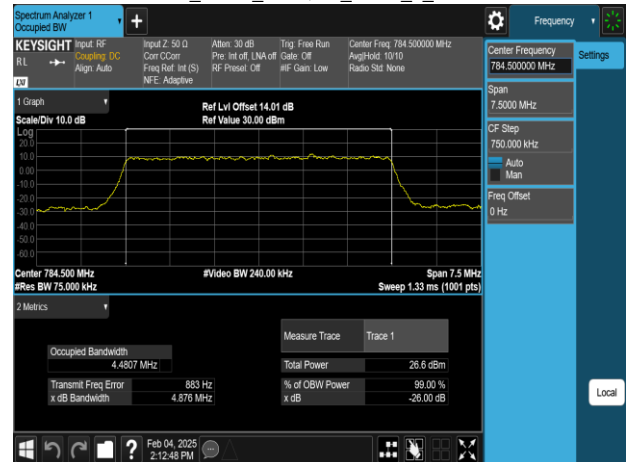 Spectrum Analyzer 1
Occupied BW
+
Frequency
KEYSIGHT
RL
LXI
Input: RF
Coupling: DC
Align: Auto
Input Z: 50 Ω
Corr CCorr
Freq Ref: Int (S)
NFE: Adaptive
Atten: 30 dB
Pre: Int off, LNA off
RF Presel: Off
Trig: Free Run
Gate: Off
#IF Gain: Low
Center Freq: 784.500000 MHz
Avg|Hold: 10/10
Radio Std: None
Center Frequency
784.500000 MHz
Settings
Span
7.5000 MHz
CF Step
750.000 kHz
Auto
Man
Freq Offset
0 Hz
Local
1 Graph
Scale/Div 10.0 dB
Ref Lvl Offset 14.01 dB
Ref Value 30.00 dBm
Log
20.0
10.0
0.00
-10.0
-20.0
-30.0
-40.0
-50.0
-60.0
Center 784.500 MHz
#Res BW 75.000 kHz
#Video BW 240.00 kHz
Span 7.5 MHz
Sweep 1.33 ms (1001 pts)
2 Metrics
Measure Trace Trace 1
Occupied Bandwidth
4.4807 MHz
Total Power 26.6 dBm
Transmit Freq Error 883 Hz
% of OBW Power 99.00 %
x dB Bandwidth 4.876 MHz
x dB -26.00 dB
?
Feb 04, 2025
2:12:48 PM